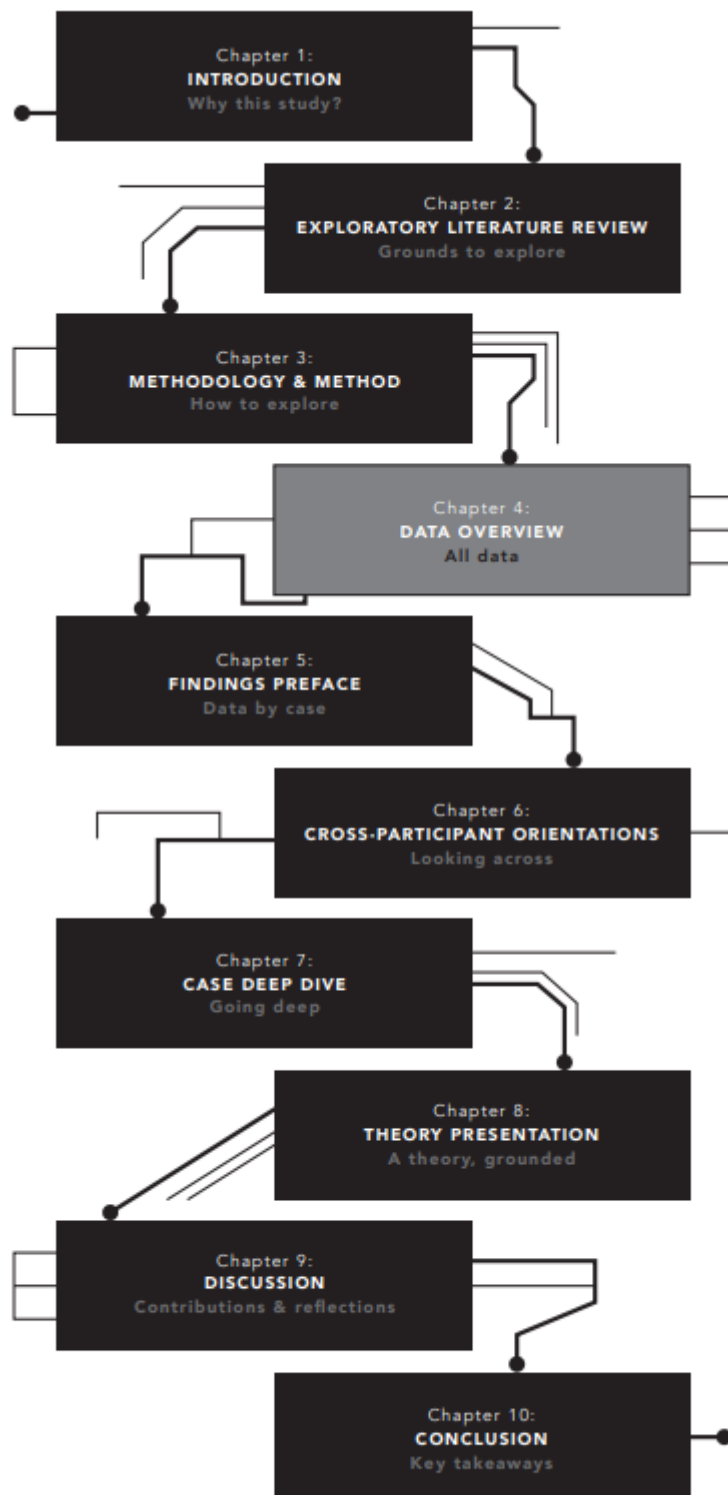 Chapter 1:
INTRODUCTION
Why this study?
Chapter 2:
EXPLORATORY LITERATURE REVIEW
Grounds to explore
Chapter 3:
METHODOLOGY & METHOD
How to explore
Chapter 4:
DATA OVERVIEW
All data
Chapter 5:
FINDINGS PREFACE
Data by case
Chapter 6:
CROSS-PARTICIPANT ORIENTATIONS
Looking across
Chapter 7:
CASE DEEP DIVE
Going deep
Chapter 8:
THEORY PRESENTATION
A theory, grounded
Chapter 9:
DISCUSSION
Contributions & reflections
Chapter 10:
CONCLUSION
Key takeaways